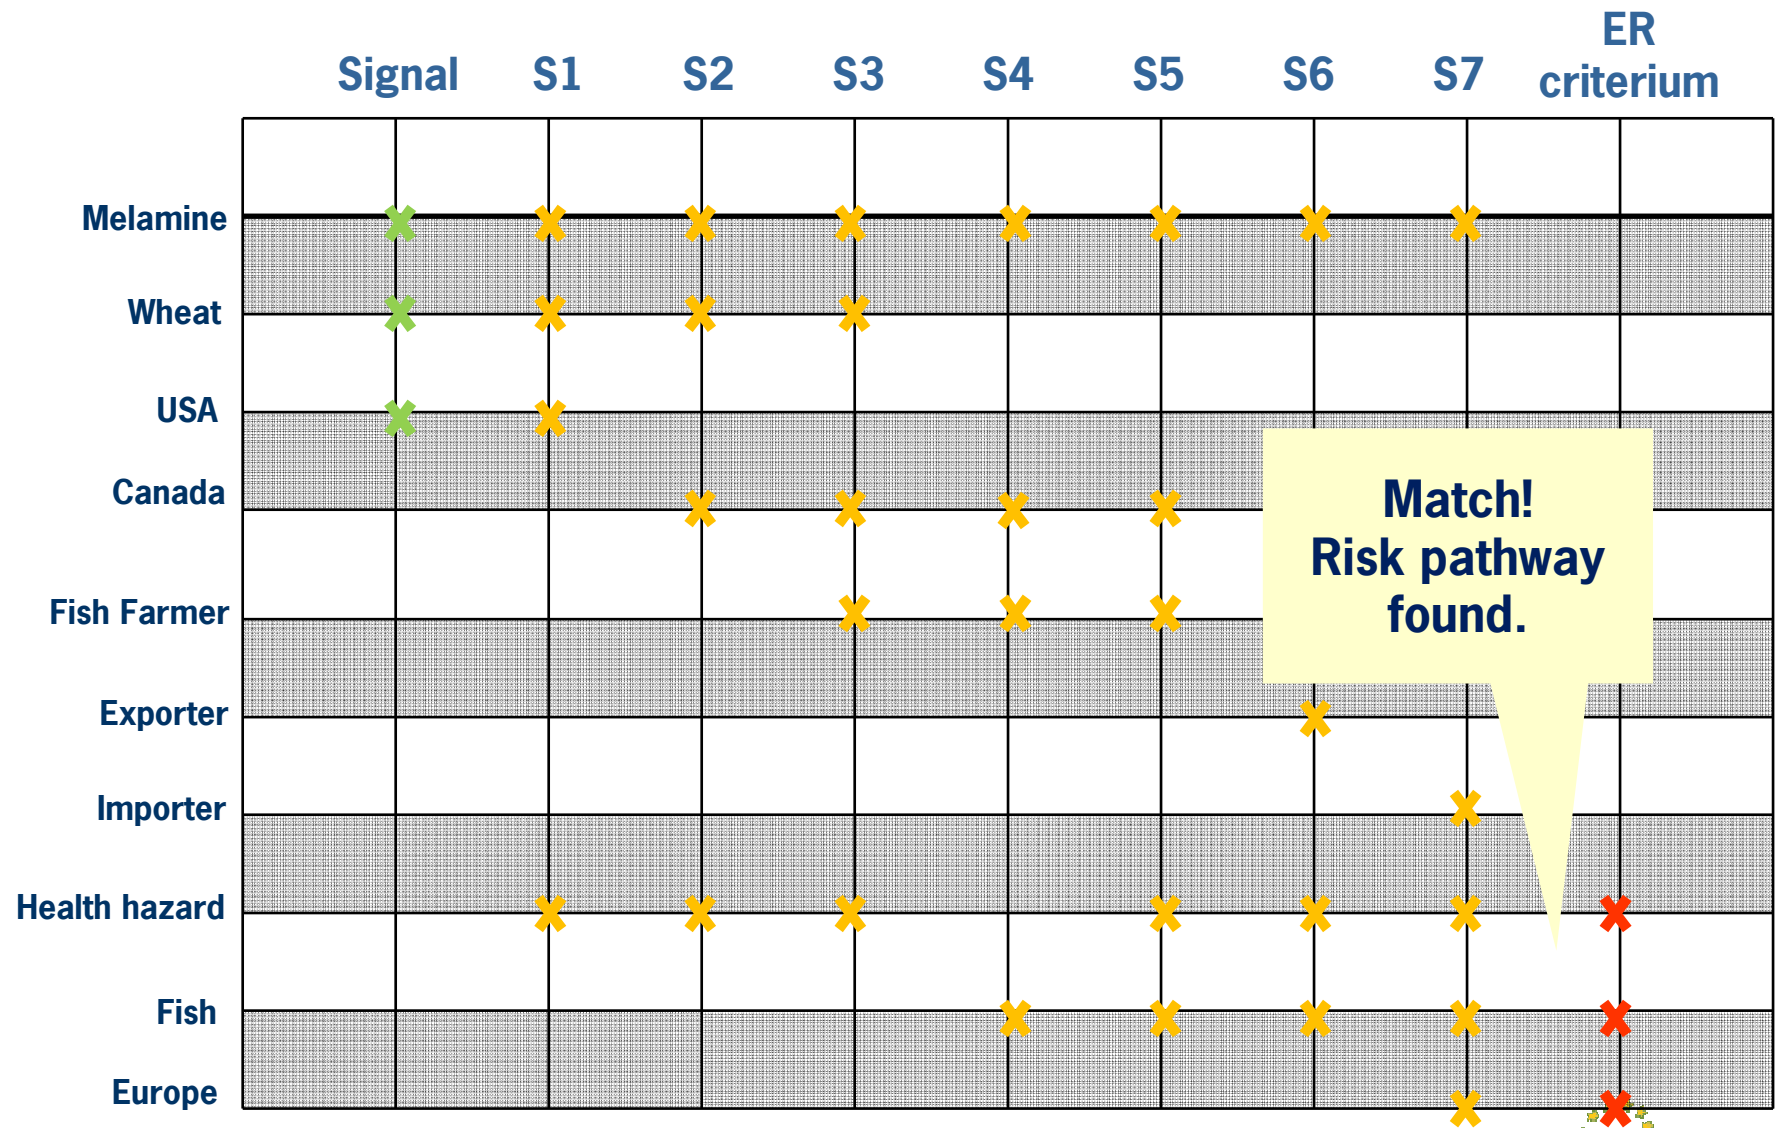 ER
Signal S1 S2 S3 S4 S5 S6 S7 criterium
Melamine
Wheat
USA
Canada
Match!
Risk pathway
found.
Fish Farmer
Exporter
Importer
Health hazard
Fish
Europe